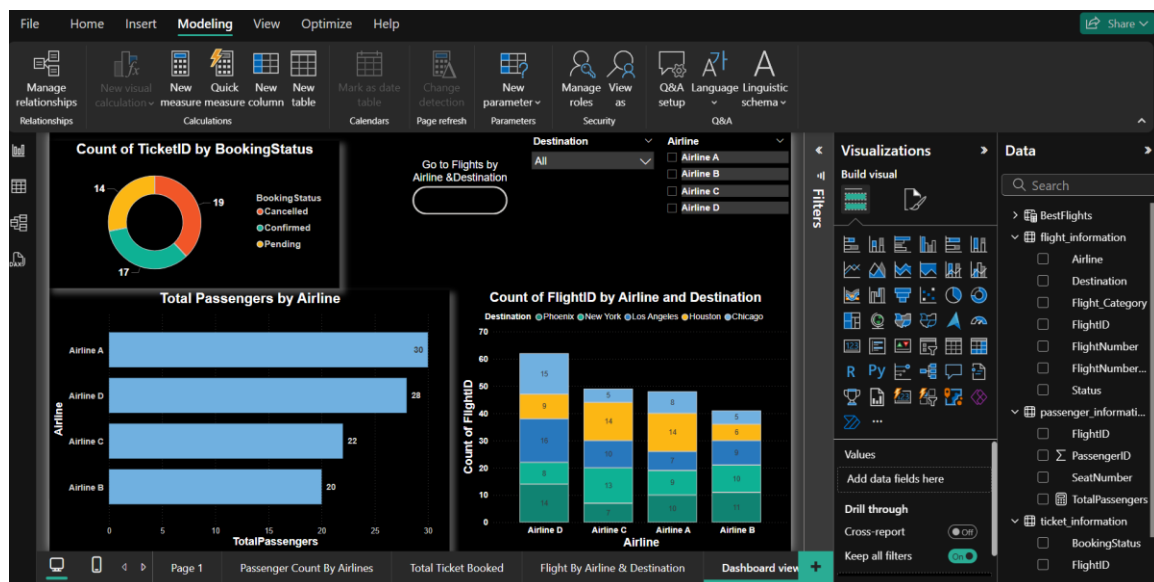 File Home Insert Modeling View Optimize Help Share
Manage relationships
New visual calculation
New measure
Quick measure
New column
New table
Mark as date table
Change detection
New parameter
Manage roles
View as
Q&A setup
Language
Linguistic schema
Relationships Calculations Calendars Page refresh Parameters Security Q&A
Count of TicketID by BookingStatus
14
19
17
BookingStatus
Cancelled
Confirmed
Pending
Go to Flights by
Airline &Destination
Destination
All
Airline
Airline A
Airline B
Airline C
Airline D
Total Passengers by Airline
Airline
Airline A 30
Airline D 28
Airline C 22
Airline B 20
0 5 10 15 20 25 30
TotalPassengers
Count of FlightID by Airline and Destination
Destination Phoenix New York Los Angeles Houston Chicago
Count of FlightID
70
60
50
40
30
20
10
0
15 9 16 8 14
5 14 10 13 7
8 14 7 9 10
5 6 9 10 11
Airline D Airline C Airline A Airline B
Airline
Filters
Visualizations
Build visual
123
R Py
Values
Add data fields here
Drill through
Cross-report Off
Keep all filters On
Data
Search
BestFlights
flight_information
Airline
Destination
Flight_Category
FlightID
FlightNumber
FlightNumber...
Status
passenger_informati...
FlightID
PassengerID
SeatNumber
TotalPassengers
ticket_information
BookingStatus
FlightID
Page 1 Passenger Count By Airlines Total Ticket Booked Flight By Airline & Destination Dashboard view